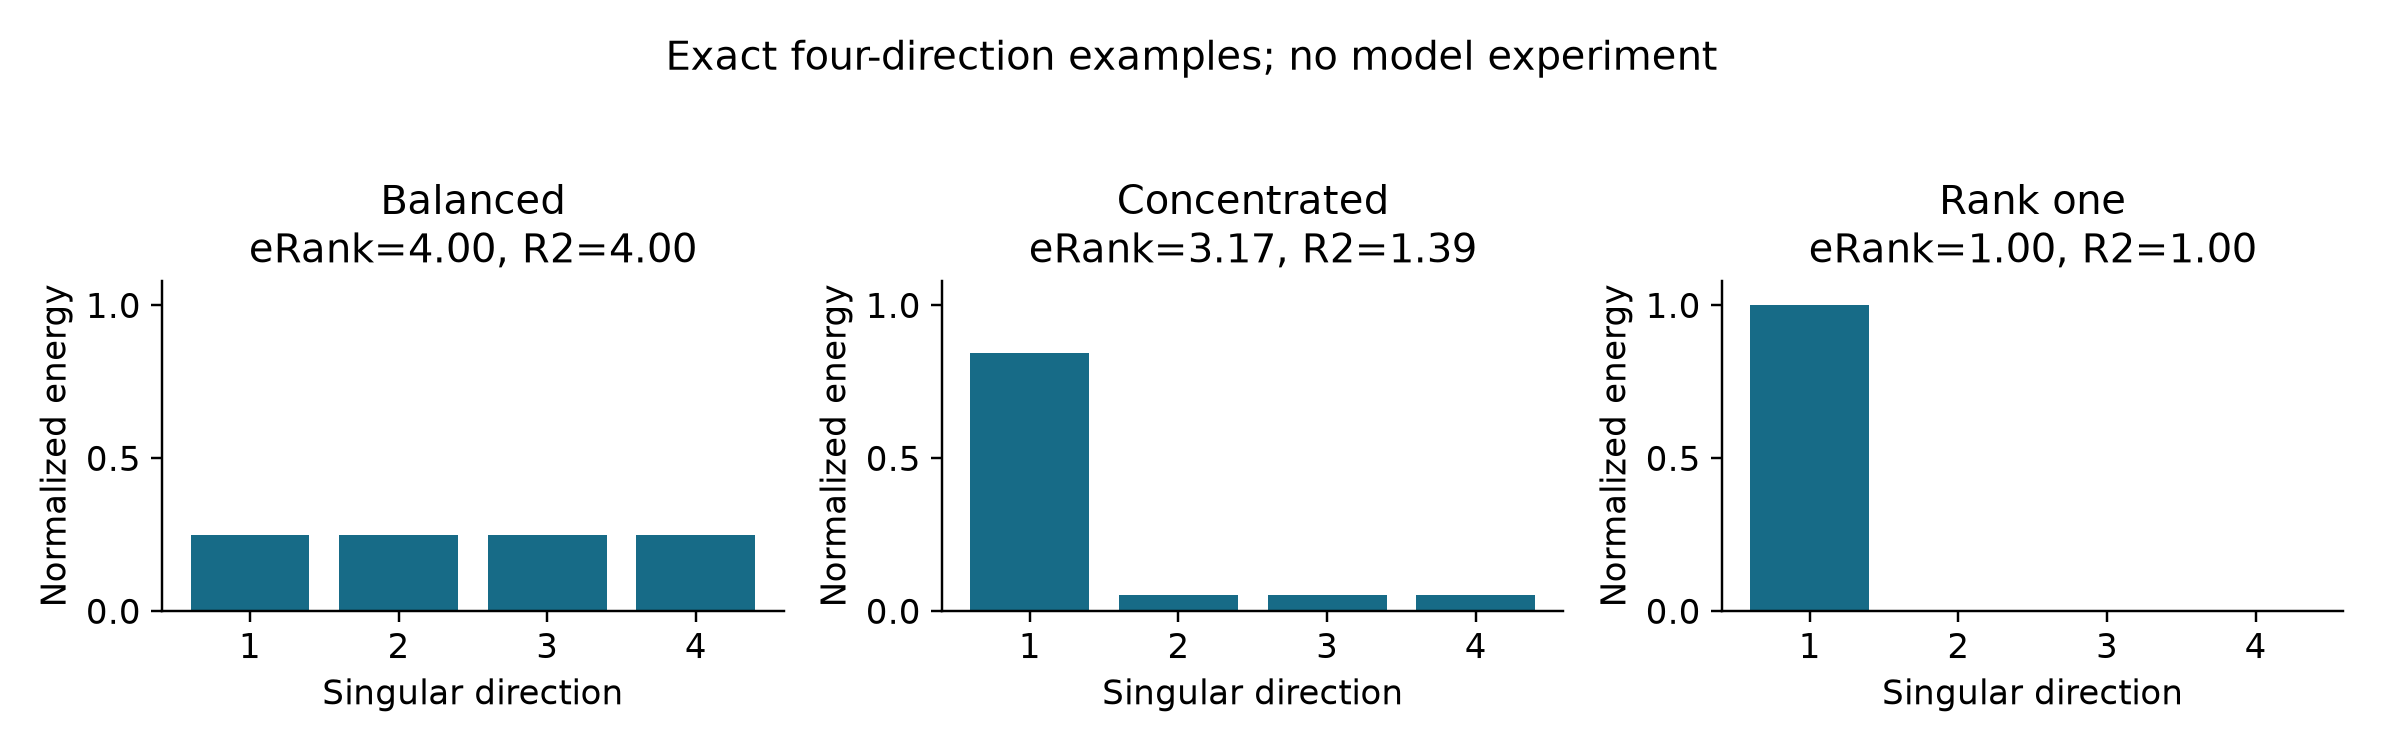 Exact four-direction examples; no model experiment
Balanced
eRank=4.00, R2=4.00
Normalized energy
1.0
0.5
0.0
1 2 3 4
Singular direction
Concentrated
eRank=3.17, R2=1.39
Normalized energy
1.0
0.5
0.0
1 2 3 4
Singular direction
Rank one
eRank=1.00, R2=1.00
Normalized energy
1.0
0.5
0.0
1 2 3 4
Singular direction